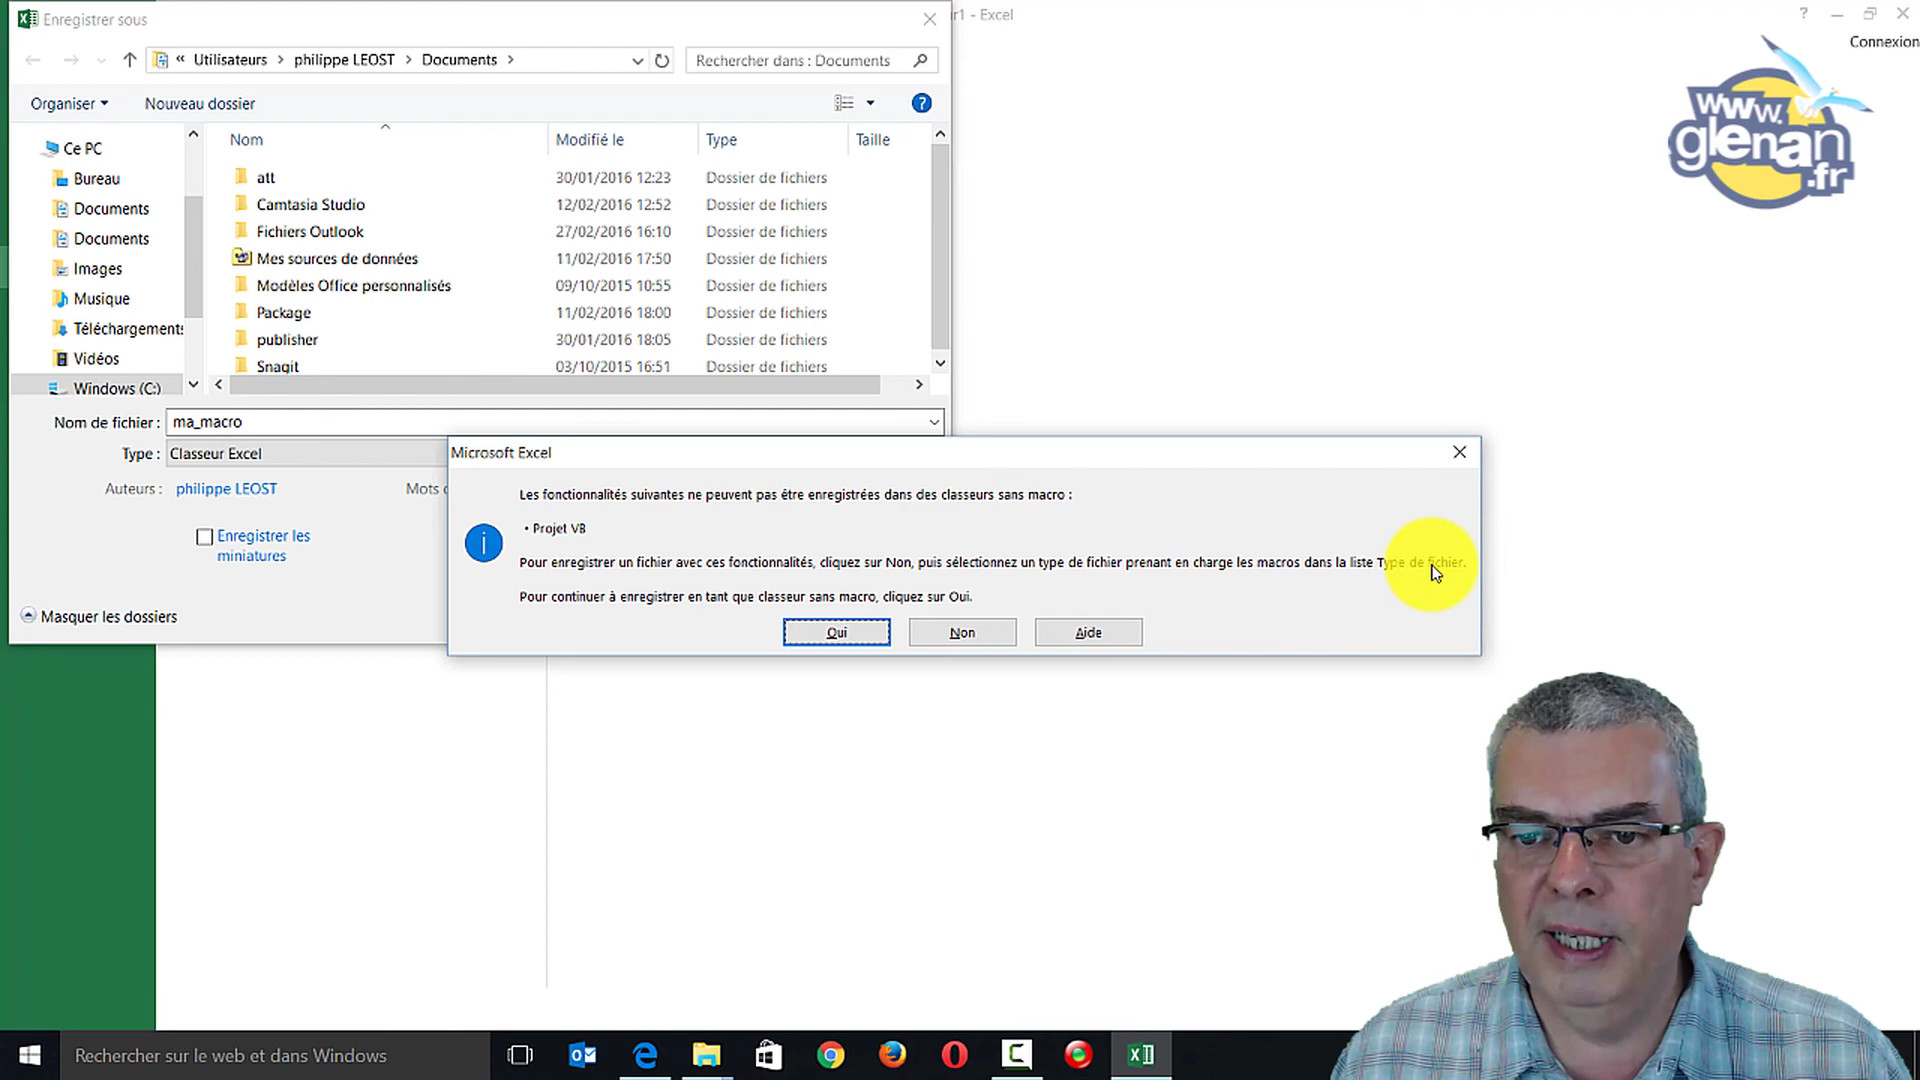 Enregistrer sous
r1 - Excel
Connexion
« Utilisateurs > philippe LEOST > Documents >
Rechercher dans : Documents
Organiser
Nouveau dossier
Nom
Modifié le
Type
Taille
Ce PC
Bureau
Documents
Documents
Images
Musique
Téléchargements
Vidéos
Windows (C:)
att 30/01/2016 12:23 Dossier de fichiers
Camtasia Studio 12/02/2016 12:52 Dossier de fichiers
Fichiers Outlook 27/02/2016 16:10 Dossier de fichiers
Mes sources de données 11/02/2016 17:50 Dossier de fichiers
Modèles Office personnalisés 09/10/2015 10:55 Dossier de fichiers
Package 11/02/2016 18:00 Dossier de fichiers
publisher 30/01/2016 18:05 Dossier de fichiers
Snagit 03/10/2015 16:51 Dossier de fichiers
Nom de fichier : ma_macro
Type : Classeur Excel
Auteurs : philippe LEOST
Mots
Enregistrer les
miniatures
Masquer les dossiers
Microsoft Excel
Les fonctionnalités suivantes ne peuvent pas être enregistrées dans des classeurs sans macro :
• Projet VB
Pour enregistrer un fichier avec ces fonctionnalités, cliquez sur Non, puis sélectionnez un type de fichier prenant en charge les macros dans la liste Type de fichier.
Pour continuer à enregistrer en tant que classeur sans macro, cliquez sur Oui.
Oui
Non
Aide
www.
glenan
.fr
Rechercher sur le web et dans Windows